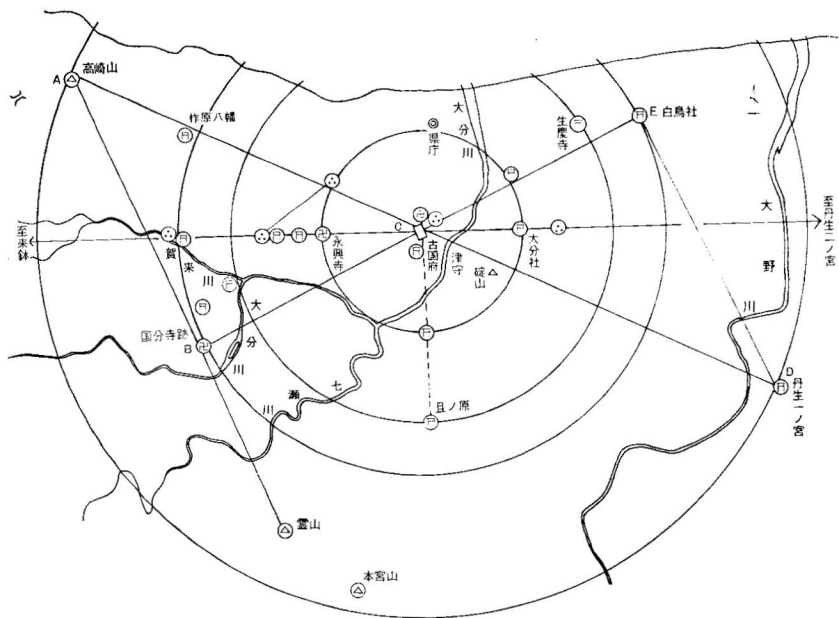 A
高崎山
柞原八幡
県庁
大分川
生慶寺
E 白鳥社
大野川
至来鉢
賀来川
永興寺
C
古国府
津守
碇山
大分社
至丹生二ノ宮
国分寺跡
B
大分川
七瀬川
且ノ原
D
丹生一ノ宮
霊山
本宮山